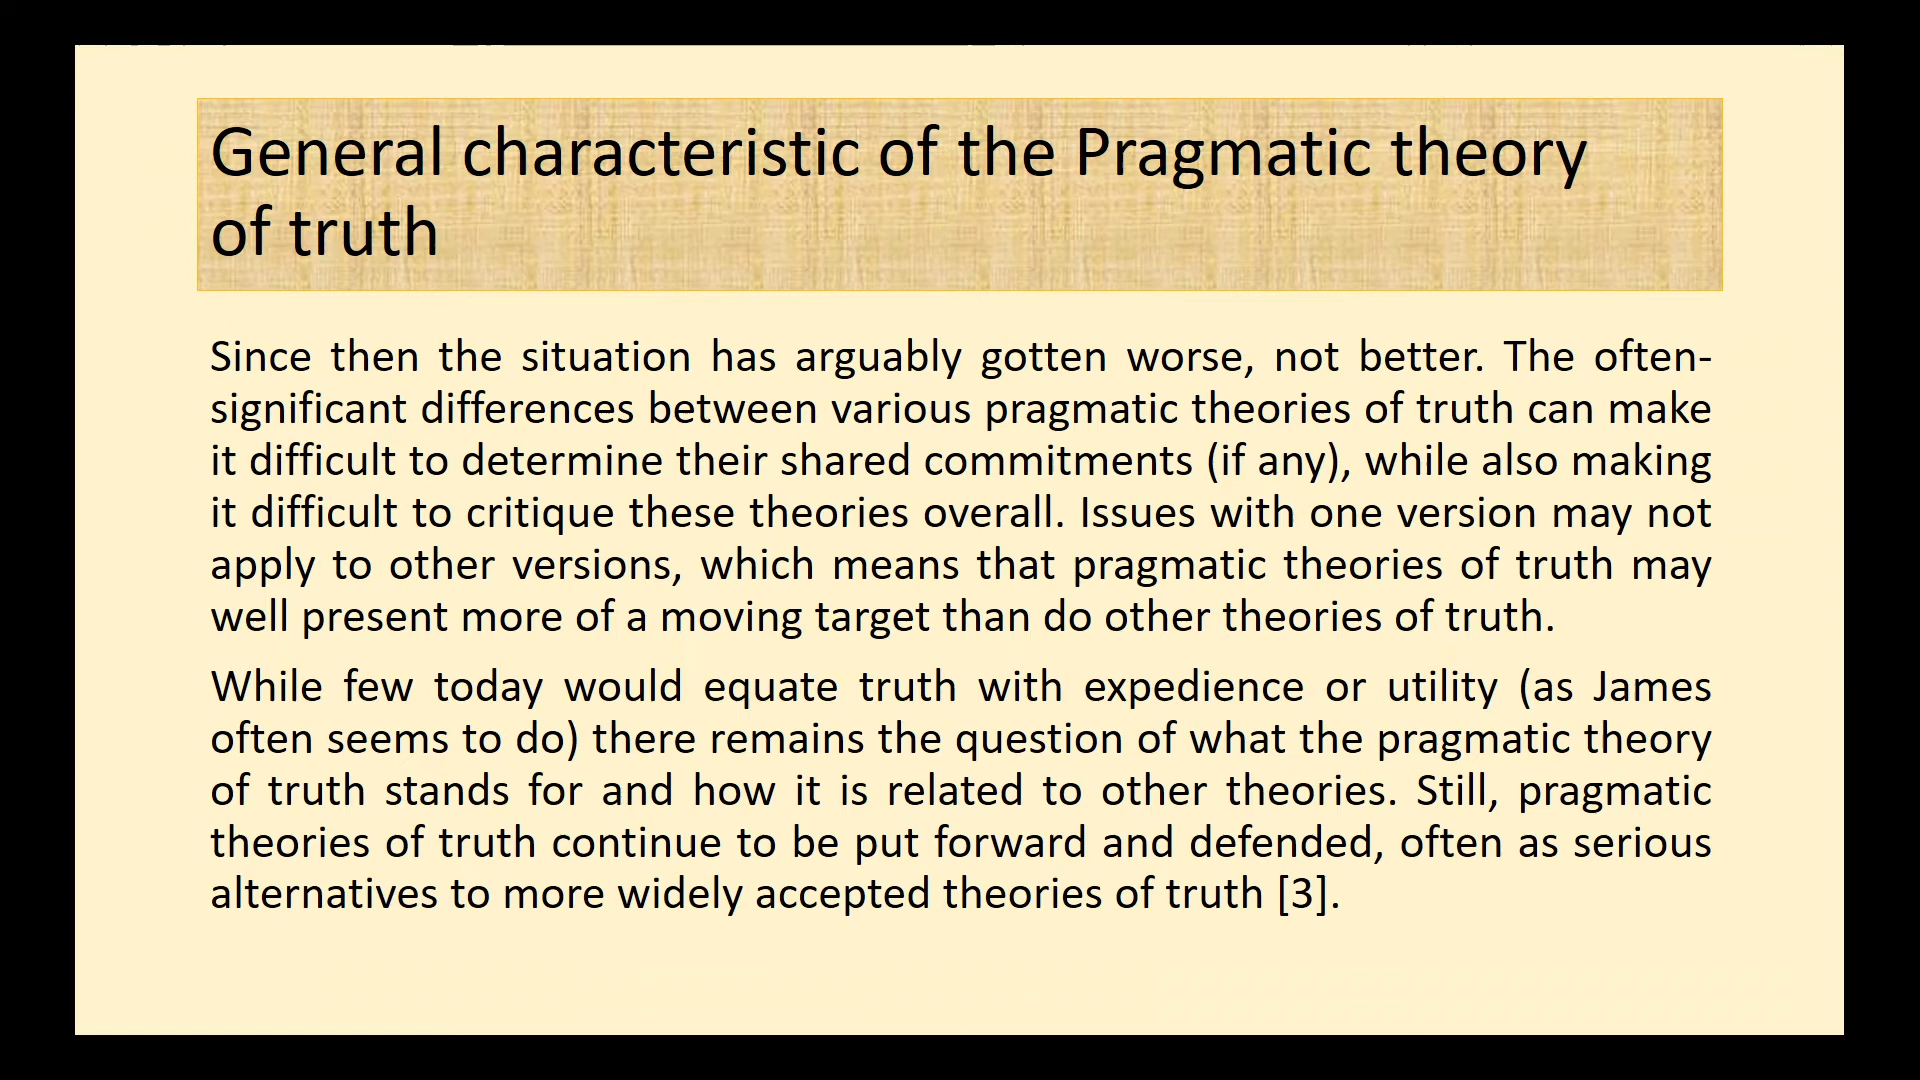 General characteristic of the Pragmatic theory
of truth
Since then the situation has arguably gotten worse, not better. The often-
significant differences between various pragmatic theories of truth can make
it difficult to determine their shared commitments (if any), while also making
it difficult to critique these theories overall. Issues with one version may not
apply to other versions, which means that pragmatic theories of truth may
well present more of a moving target than do other theories of truth.
While few today would equate truth with expedience or utility (as James
often seems to do) there remains the question of what the pragmatic theory
of truth stands for and how it is related to other theories. Still, pragmatic
theories of truth continue to be put forward and defended, often as serious
alternatives to more widely accepted theories of truth [3].